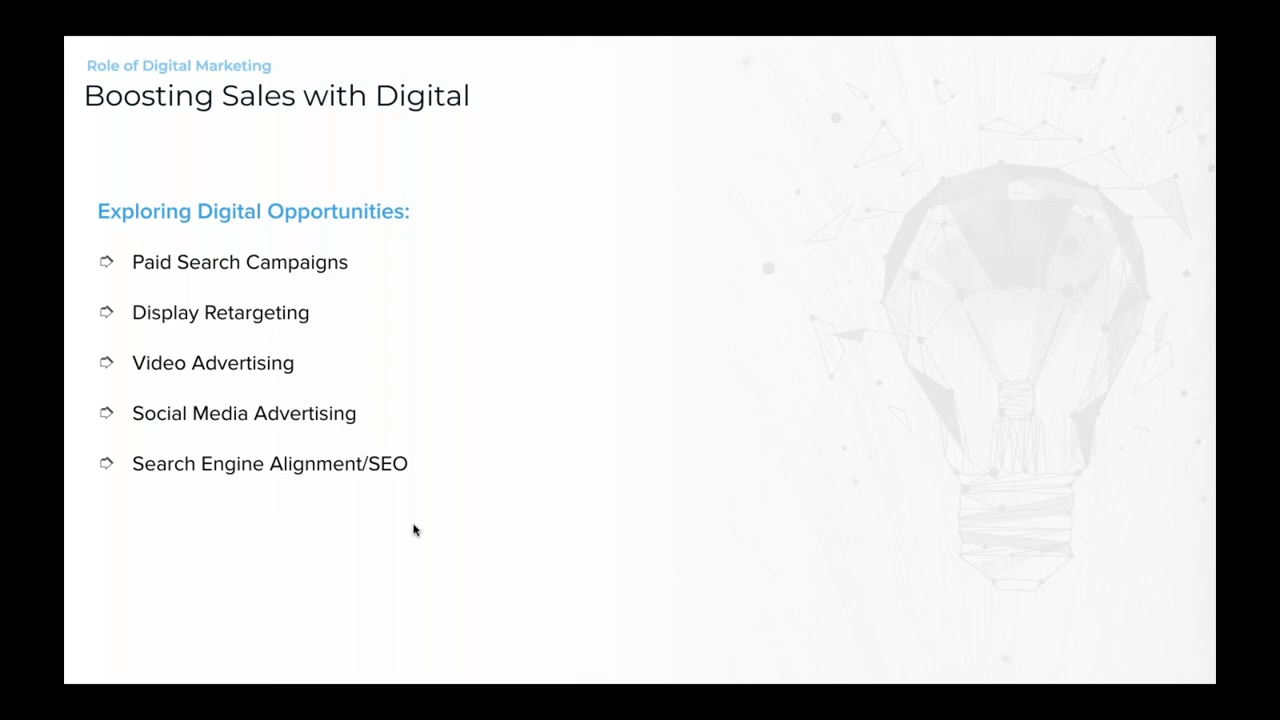 Role of Digital Marketing
Boosting Sales with Digital
Exploring Digital Opportunities:
Paid Search Campaigns
Display Retargeting
Video Advertising
Social Media Advertising
Search Engine Alignment/SEO